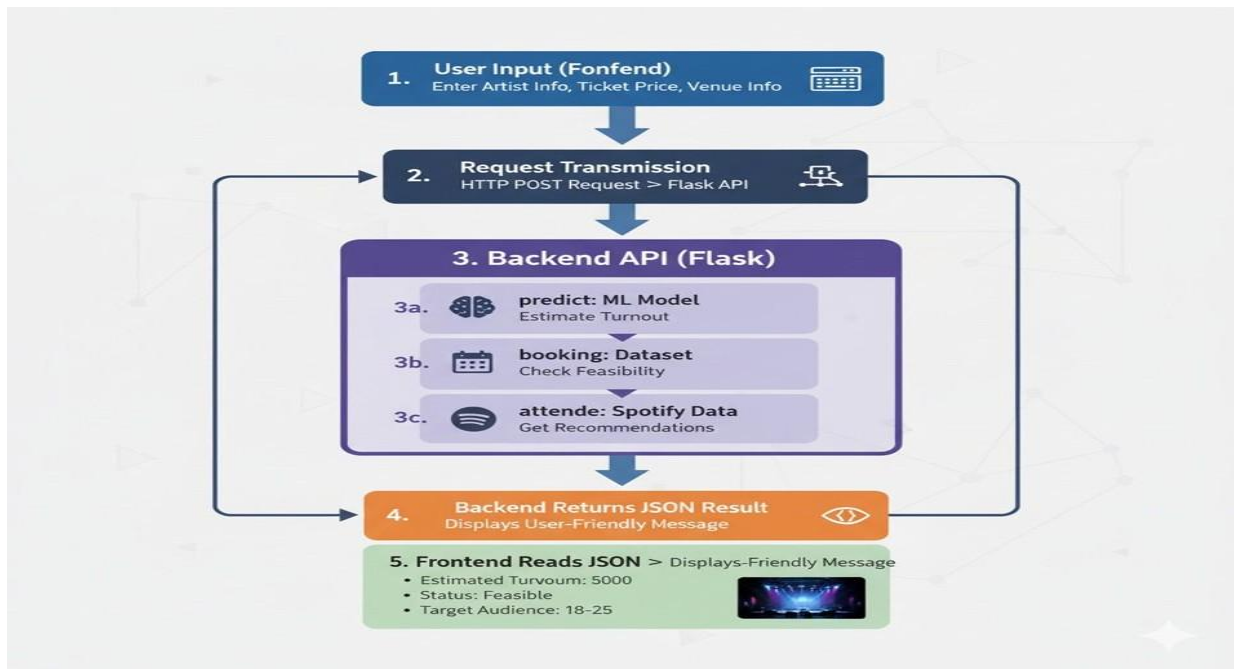 1. User Input (Fonfend)
Enter Artist Info, Ticket Price, Venue Info
2. Request Transmission
HTTP POST Request > Flask API
3. Backend API (Flask)
3a. predict: ML Model
Estimate Turnout
3b. booking: Dataset
Check Feasibility
3c. attende: Spotify Data
Get Recommendations
4. Backend Returns JSON Result
Displays User-Friendly Message
5. Frontend Reads JSON > Displays-Friendly Message
• Estimated Turvoum: 5000
• Status: Feasible
• Target Audience: 18-25